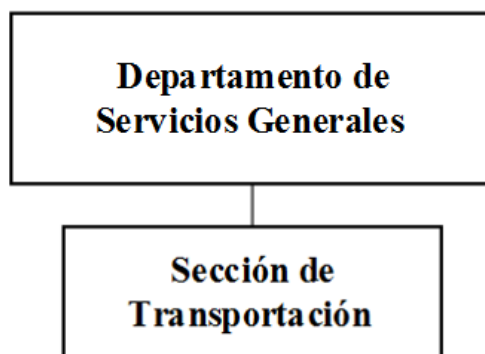 Departamento de
Servicios Generales
Sección de
Transportación